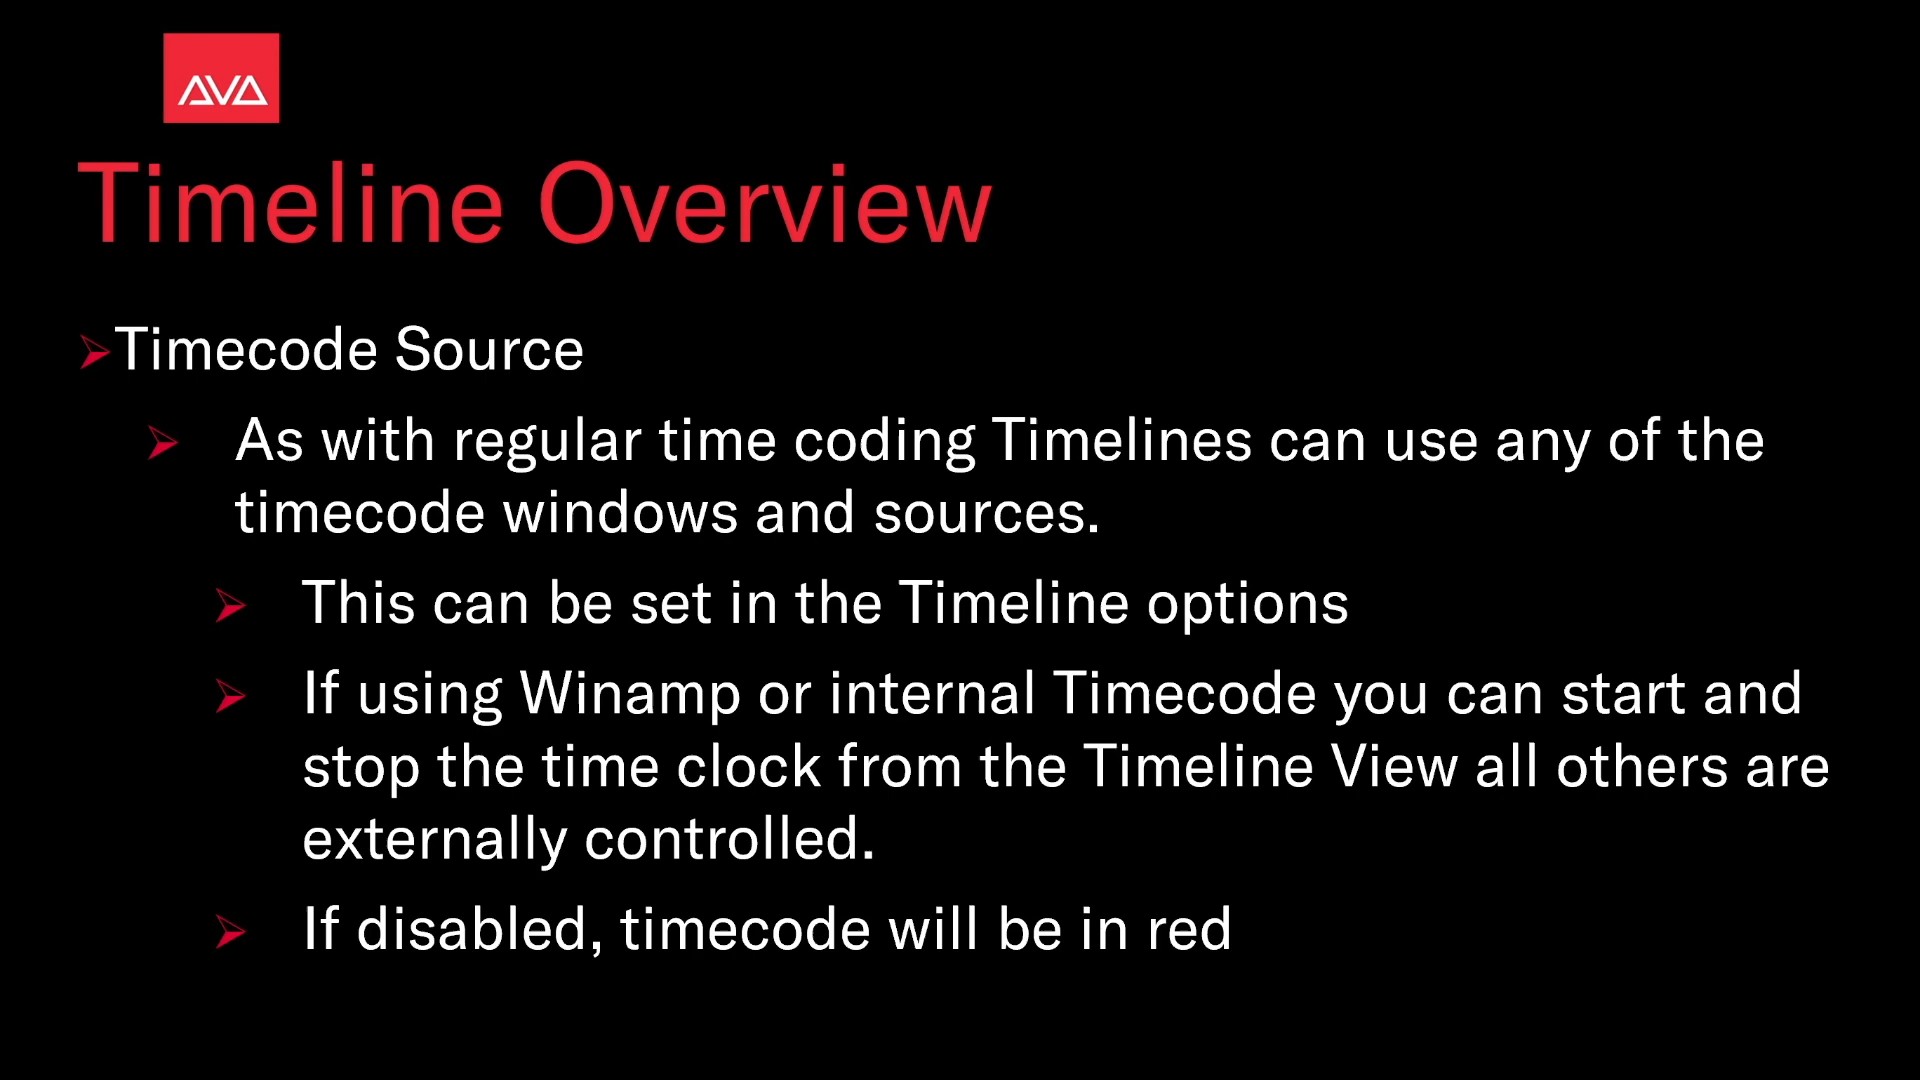 AVA
Timeline Overview
Timecode Source
As with regular time coding Timelines can use any of the
timecode windows and sources.
This can be set in the Timeline options
If using Winamp or internal Timecode you can start and
stop the time clock from the Timeline View all others are
externally controlled.
If disabled, timecode will be in red